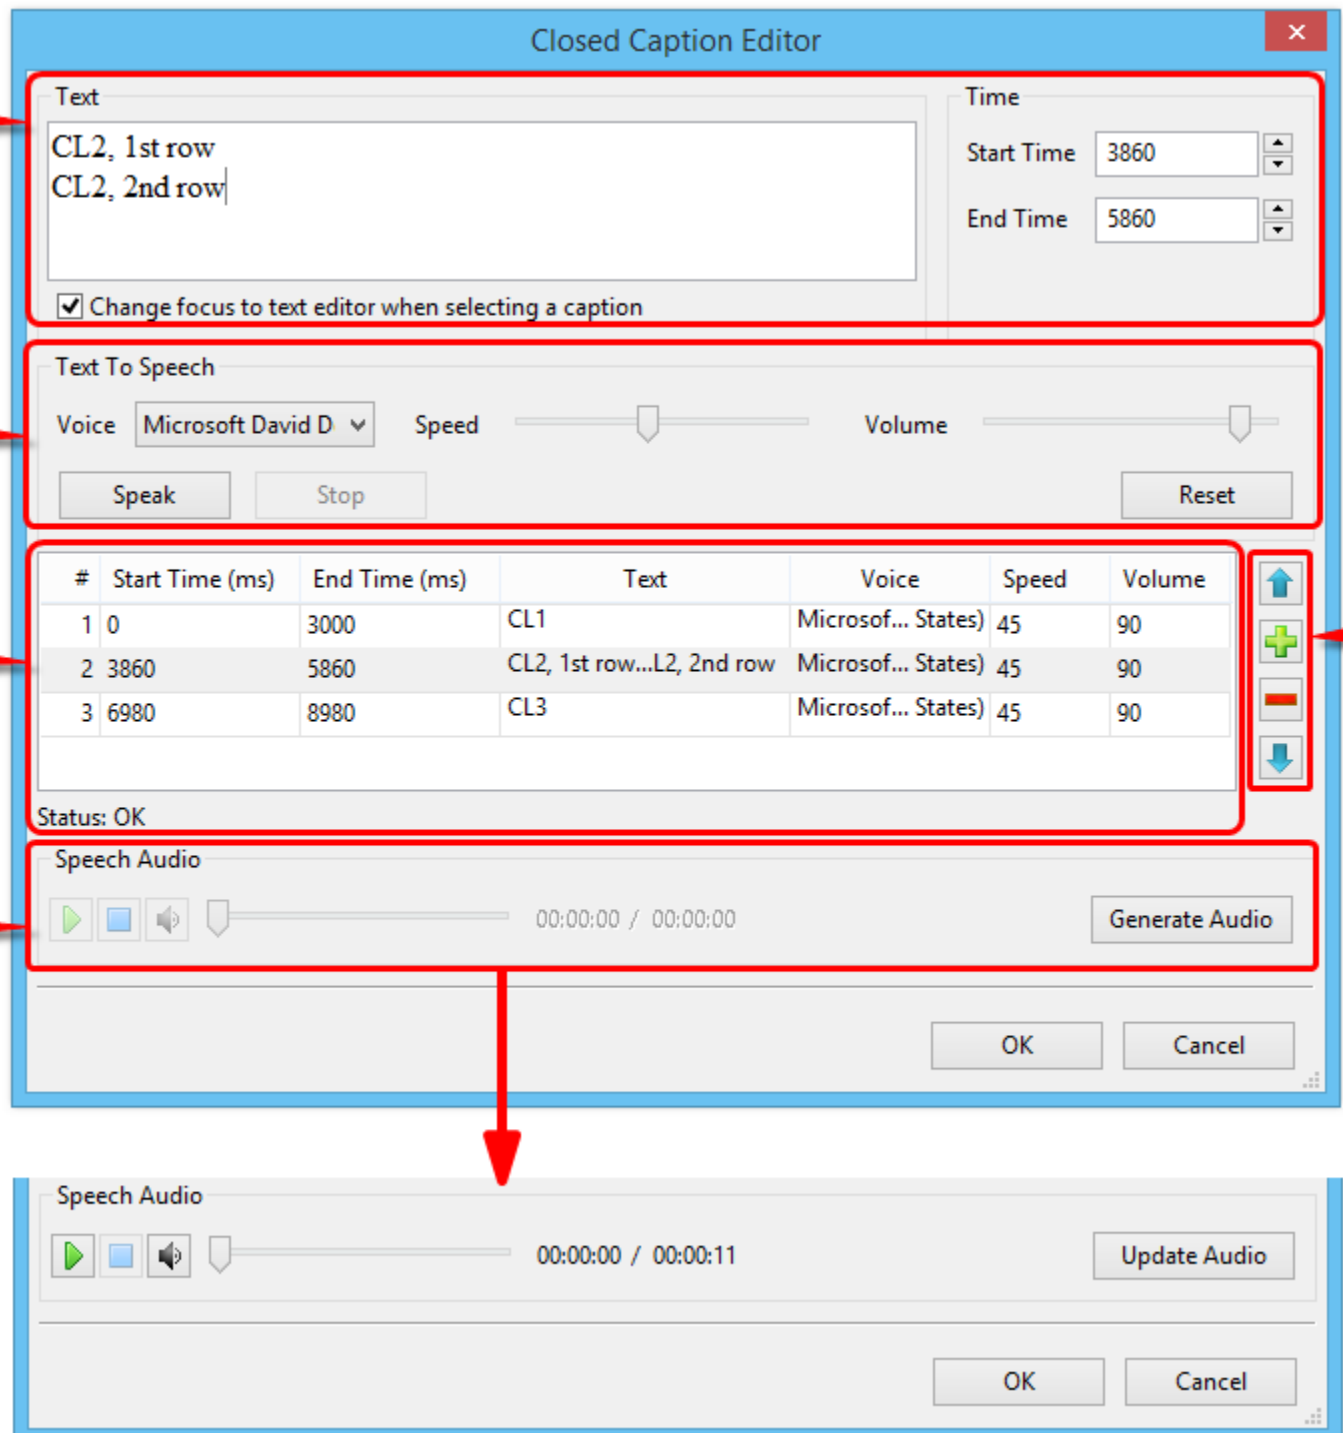 Closed Caption Editor
Text
CL2, 1st row
CL2, 2nd row
Change focus to text editor when selecting a caption
Time
Start Time 3860
End Time 5860
Text To Speech
Voice Microsoft David D Speed Volume
Speak Stop Reset
# Start Time (ms) End Time (ms) Text Voice Speed Volume
1 0 3000 CL1 Microsof... States) 45 90
2 3860 5860 CL2, 1st row...L2, 2nd row Microsof... States) 45 90
3 6980 8980 CL3 Microsof... States) 45 90
Status: OK
Speech Audio
00:00:00 / 00:00:00 Generate Audio
OK Cancel
Speech Audio
00:00:00 / 00:00:11 Update Audio
OK Cancel